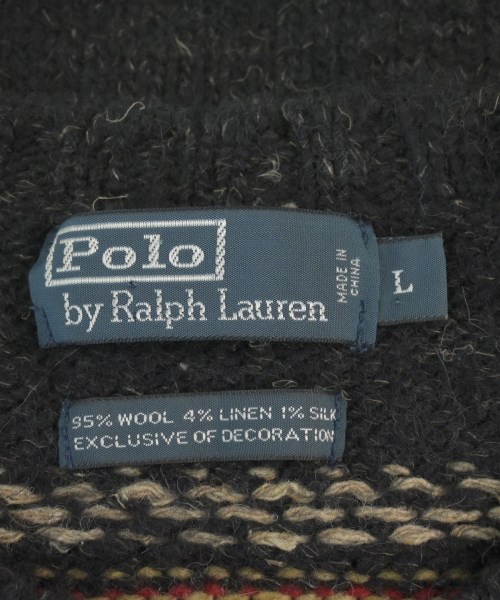 Polo
by Ralph Lauren
MADE IN
CHINA
L
95% WOOL 4% LINEN 1% SILK
EXCLUSIVE OF DECORATION